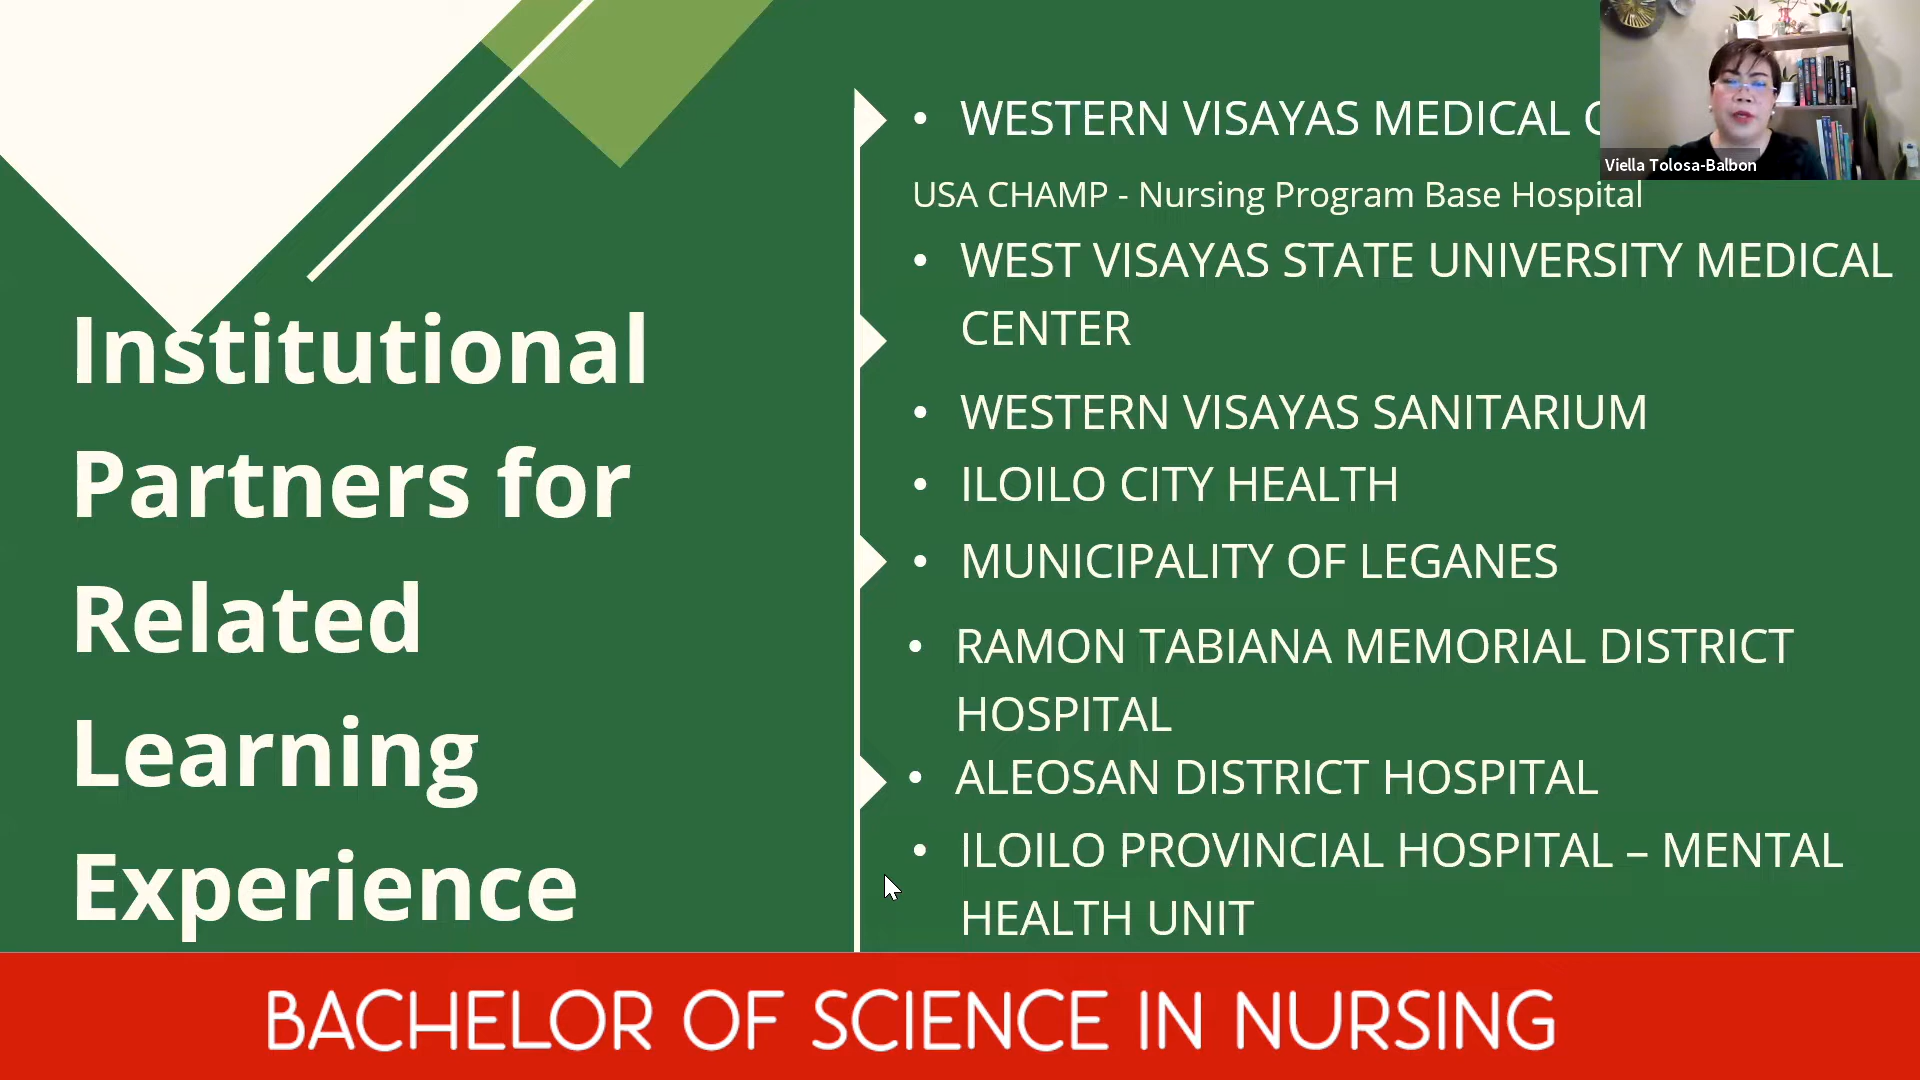 Institutional
Partners for
Related
Learning
Experience
• WESTERN VISAYAS MEDICAL
USA CHAMP - Nursing Program Base Hospital
• WEST VISAYAS STATE UNIVERSITY MEDICAL
CENTER
• WESTERN VISAYAS SANITARIUM
• ILOILO CITY HEALTH
• MUNICIPALITY OF LEGANES
• RAMON TABIANA MEMORIAL DISTRICT
HOSPITAL
• ALEOSAN DISTRICT HOSPITAL
• ILOILO PROVINCIAL HOSPITAL – MENTAL
HEALTH UNIT
Viella Tolosa-Balbon
BACHELOR OF SCIENCE IN NURSING